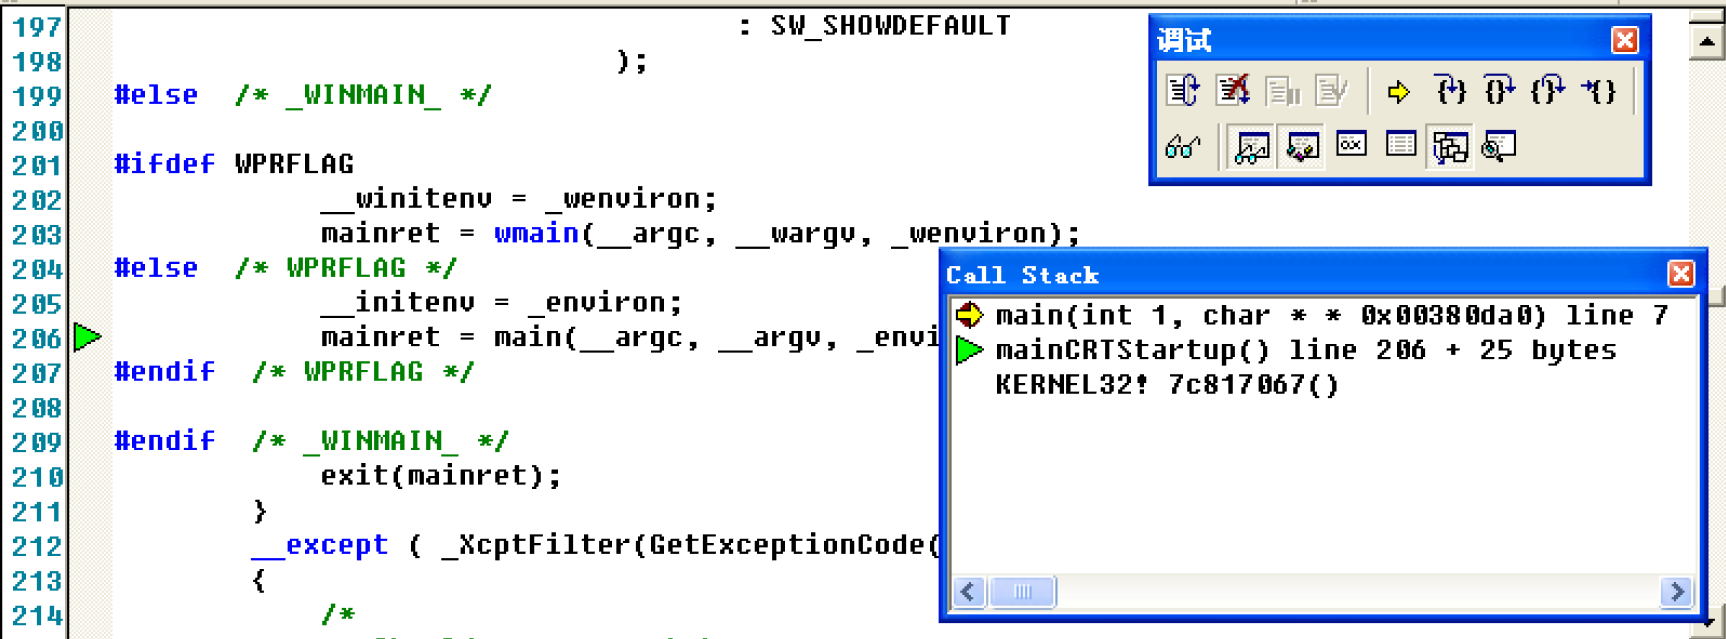 197 : SW_SHOWDEFAULT
198 );
199 #else /* _WINMAIN_ */
200
201 #ifdef WPRFLAG
202 __winitenv = _wenviron;
203 mainret = wmain(__argc, __wargv, _wenviron);
204 #else /* WPRFLAG */
205 __initenv = _environ;
206 mainret = main(__argc, __argv, _envi
207 #endif /* WPRFLAG */
208
209 #endif /* _WINMAIN_ */
210 exit(mainret);
211 }
212 __except ( _XcptFilter(GetExceptionCode(
213 {
214 /*
调试
{}
{}
{}
{}
0x
Call Stack
main(int 1, char * * 0x00380da0) line 7
mainCRTStartup() line 206 + 25 bytes
KERNEL32! 7c817067()